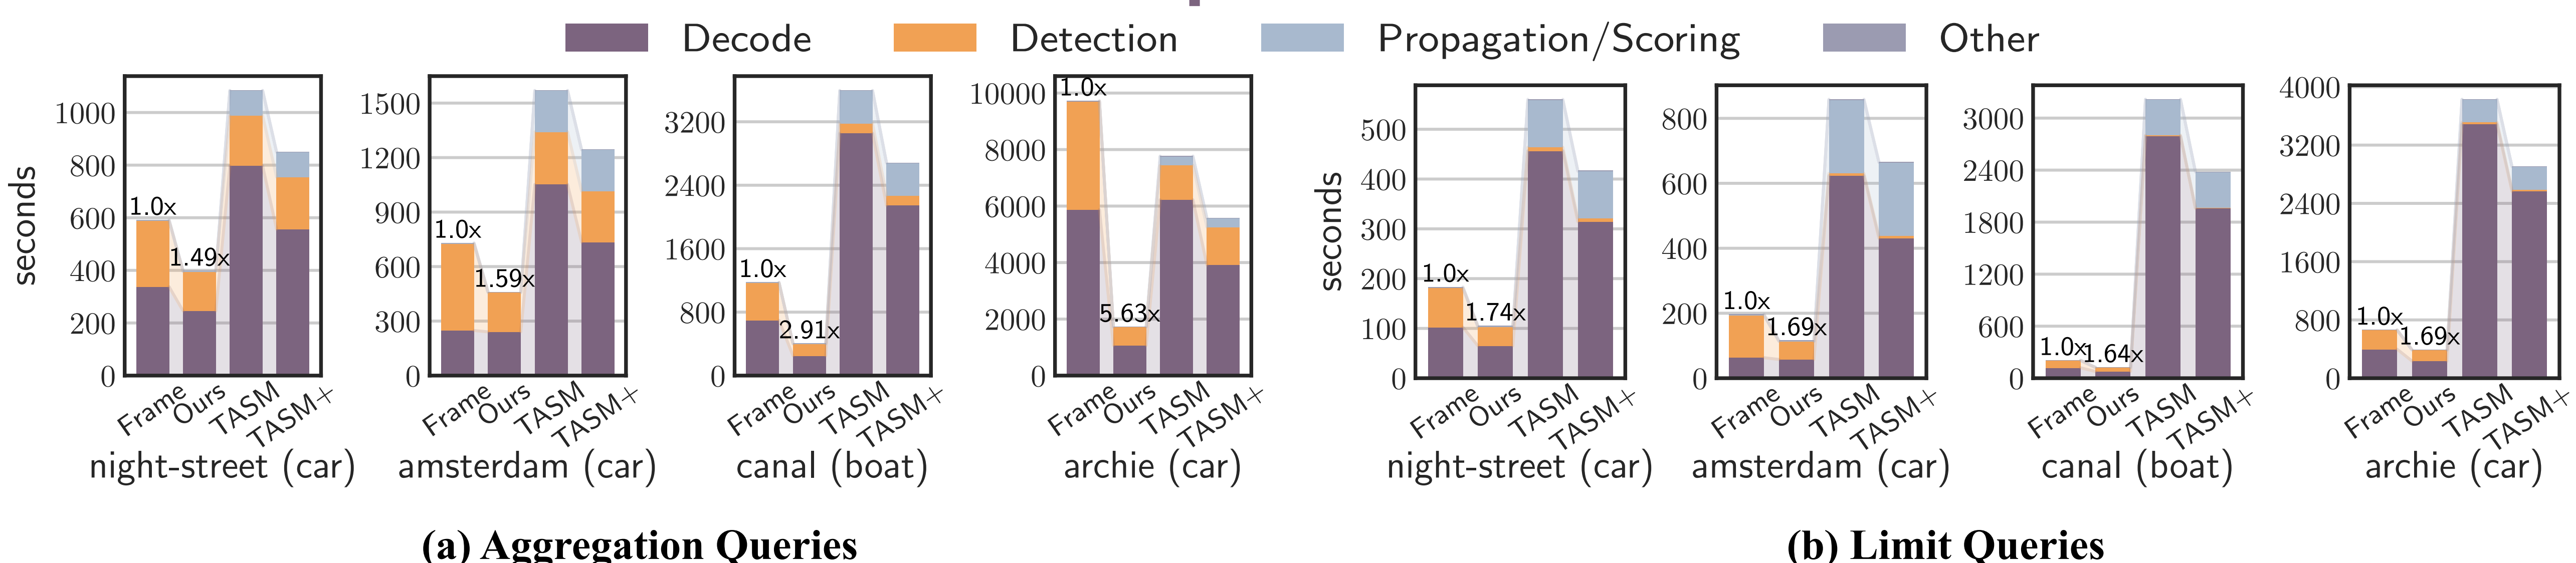 Decode Detection Propagation/Scoring Other
seconds
1000
800
600
400
200
0
1.0x
1.49x
Frame Ours TASM TASM+
night-street (car)
1500
1200
900
600
300
0
1.0x
1.59x
Frame Ours TASM TASM+
amsterdam (car)
3200
2400
1600
800
0
1.0x
2.91x
Frame Ours TASM TASM+
canal (boat)
10000
8000
6000
4000
2000
0
1.0x
5.63x
Frame Ours TASM TASM+
archie (car)
(a) Aggregation Queries
seconds
500
400
300
200
100
0
1.0x
1.74x
Frame Ours TASM TASM+
night-street (car)
800
600
400
200
0
1.0x
1.69x
Frame Ours TASM TASM+
amsterdam (car)
3000
2400
1800
1200
600
0
1.0x
1.64x
Frame Ours TASM TASM+
canal (boat)
4000
3200
2400
1600
800
0
1.0x
1.69x
Frame Ours TASM TASM+
archie (car)
(b) Limit Queries